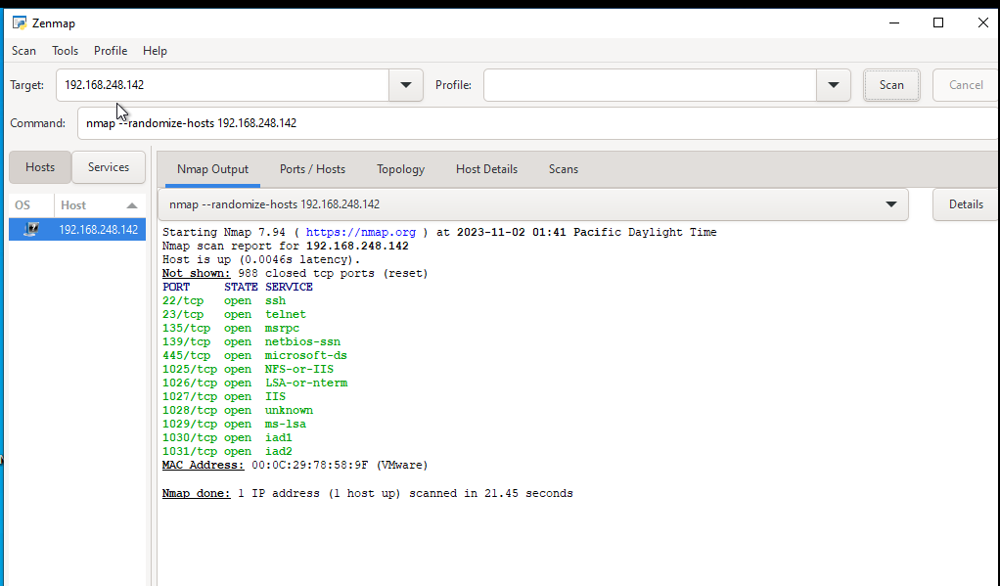 Zenmap
Scan Tools Profile Help
Target: 192.168.248.142 Profile: Scan Cancel
Command: nmap --randomize-hosts 192.168.248.142
Hosts Services Nmap Output Ports / Hosts Topology Host Details Scans
OS Host nmap --randomize-hosts 192.168.248.142 Details
192.168.248.142
Starting Nmap 7.94 ( https://nmap.org ) at 2023-11-02 01:41 Pacific Daylight Time
Nmap scan report for 192.168.248.142
Host is up (0.0046s latency).
Not shown: 988 closed tcp ports (reset)
PORT STATE SERVICE
22/tcp open ssh
23/tcp open telnet
135/tcp open msrpc
139/tcp open netbios-ssn
445/tcp open microsoft-ds
1025/tcp open NFS-or-IIS
1026/tcp open LSA-or-nterm
1027/tcp open IIS
1028/tcp open unknown
1029/tcp open ms-lsa
1030/tcp open iad1
1031/tcp open iad2
MAC Address: 00:0C:29:78:58:9F (VMware)
Nmap done: 1 IP address (1 host up) scanned in 21.45 seconds